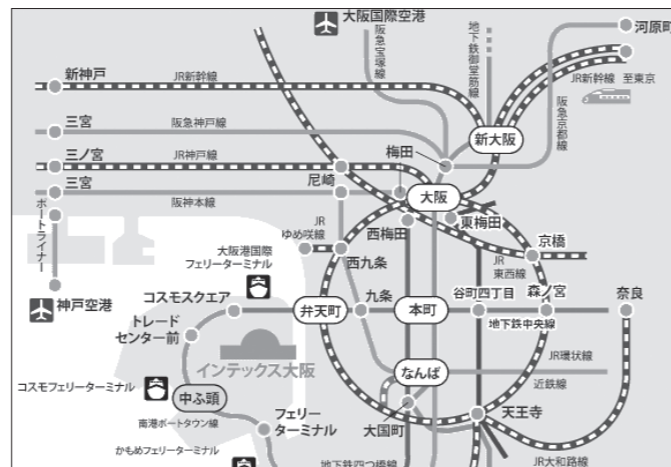 大阪国際空港
阪急宝塚線
地下鉄御堂筋線
河原町
新神戸
JR新幹線
JR新幹線 至東京
三宮
阪急神戸線
阪急京都線
新大阪
梅田
三ノ宮
JR神戸線
尼崎
三宮
阪神本線
大阪
ポートライナー
JR
ゆめ咲線
西梅田
東梅田
京橋
大阪港国際
フェリーターミナル
西九条
JR
東西線
神戸空港
コスモスクエア
弁天町
九条
本町
谷町四丁目
森ノ宮
奈良
トレード
センター前
地下鉄中央線
インテックス大阪
なんば
JR環状線
近鉄線
コスモフェリーターミナル
中ふ頭
フェリー
ターミナル
大国町
天王寺
南港ポートタウン線
かもめフェリーターミナル
地下鉄四つ橋線
JR大和路線